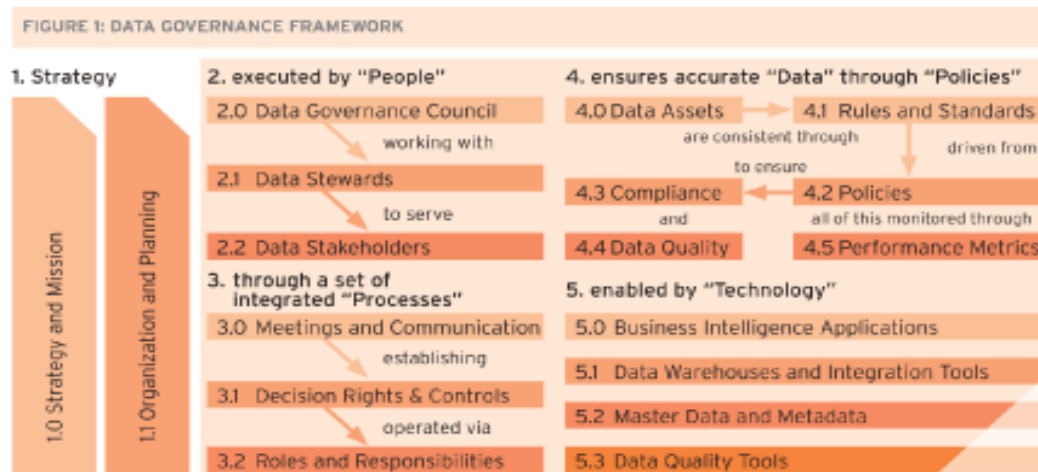 FIGURE 1: DATA GOVERNANCE FRAMEWORK
1. Strategy
1.0 Strategy and Mission
1.1 Organization and Planning
2. executed by “People”
2.0 Data Governance Council
working with
2.1 Data Stewards
to serve
2.2 Data Stakeholders
3. through a set of
integrated “Processes”
3.0 Meetings and Communication
establishing
3.1 Decision Rights & Controls
operated via
3.2 Roles and Responsibilities
4. ensures accurate “Data” through “Policies”
4.0 Data Assets
are consistent through
4.1 Rules and Standards
driven from
4.2 Policies
to ensure
4.3 Compliance
and
4.4 Data Quality
all of this monitored through
4.5 Performance Metrics
5. enabled by “Technology”
5.0 Business Intelligence Applications
5.1 Data Warehouses and Integration Tools
5.2 Master Data and Metadata
5.3 Data Quality Tools